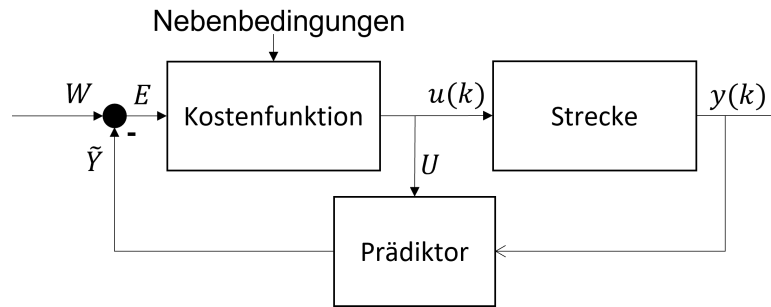 Nebenbedingungen
W
E
Kostenfunktion
u(k)
Strecke
y(k)
-
Ỹ
U
Prädiktor